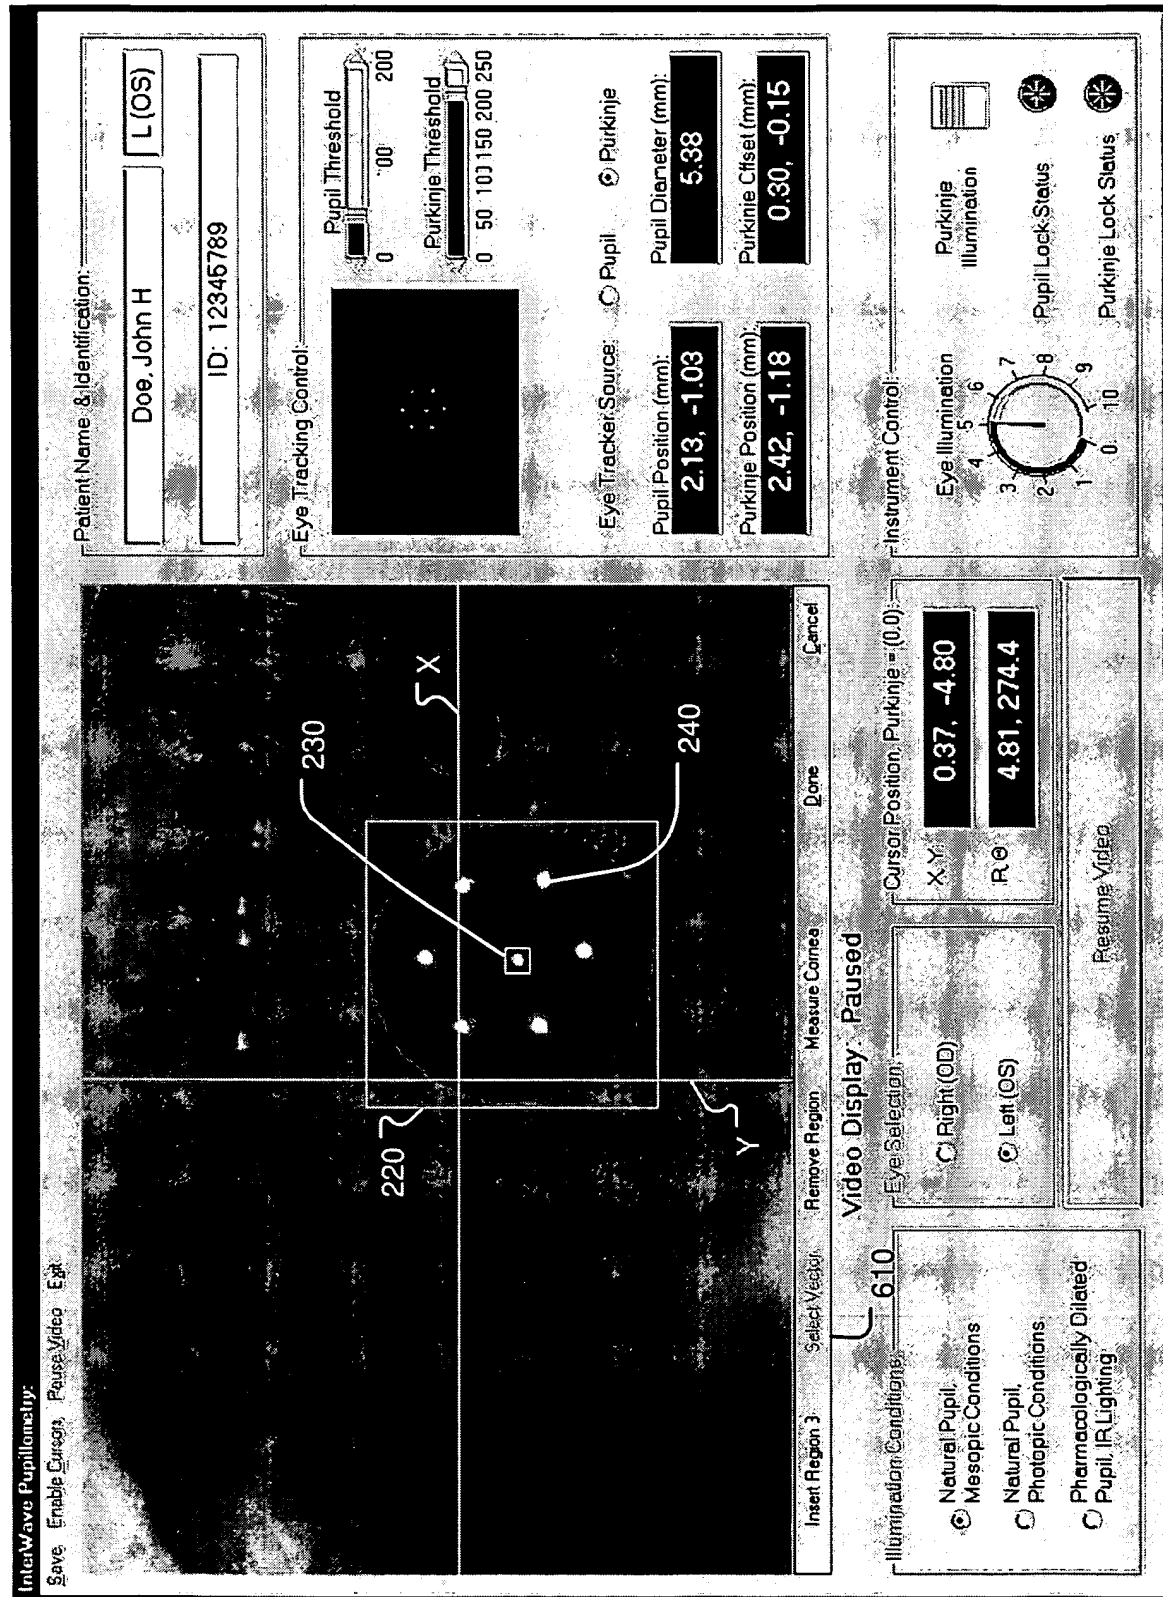 InterWave Pupillometry:
Save Enable Cursor Pause Video Exit
Patient Name & Identification:
Doe, John H
L (OS)
ID: 12345789
Eye Tracking Control:
Pupil Threshold
0 '00 200
Purkinje Threshold
0 50 100 150 200 250
Eye Tracker Source: Pupil Purkinje
Pupil Position (mm):
2.13, -1.03
Pupil Diameter (mm):
5.38
Purkinje Position (mm):
2.42, -1.18
Purkinje Offset (mm):
0.30, -0.15
X
230
240
220
Y
Insert Region 3 Select Vector Remove Region Measure Cornea Done Cancel
610
Video Display: Paused
Illumination Conditions:
Natural Pupil,
Mesopic Conditions
Natural Pupil,
Photopic Conditions
Pharmacologically Dilated
Pupil, IR Lighting
Eye Selection:
Right (OD)
Left (OS)
Cursor Position, Purkinje = (0,0):
X,Y: 0.37, -4.80
R,Θ 4.81, 274.4
Resume Video
Instrument Control:
Eye Illumination
0 1 2 3 4 5 6 7 8 9 10
Purkinje
Illumination
Pupil Lock Status
Purkinje Lock Status